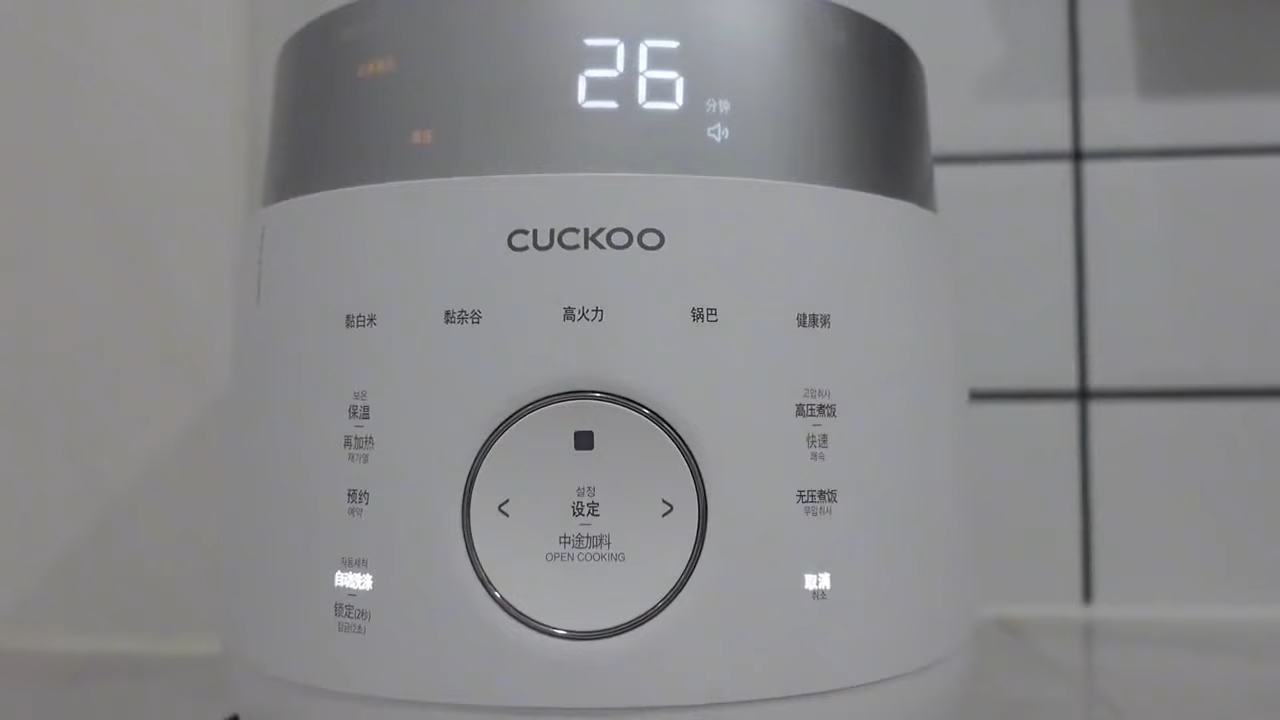 26
分钟
CUCKOO
黏白米
黏杂谷
高火力
锅巴
健康粥
보온
保温
再加热
재가열
预约
예약
자동세척
自动洗涤
锁定(2秒)
잠금(2초)
<
설정
设定
中途加料
OPEN COOKING
>
고압취사
高压煮饭
快速
쾌속
无压煮饭
무압취사
取消
취소